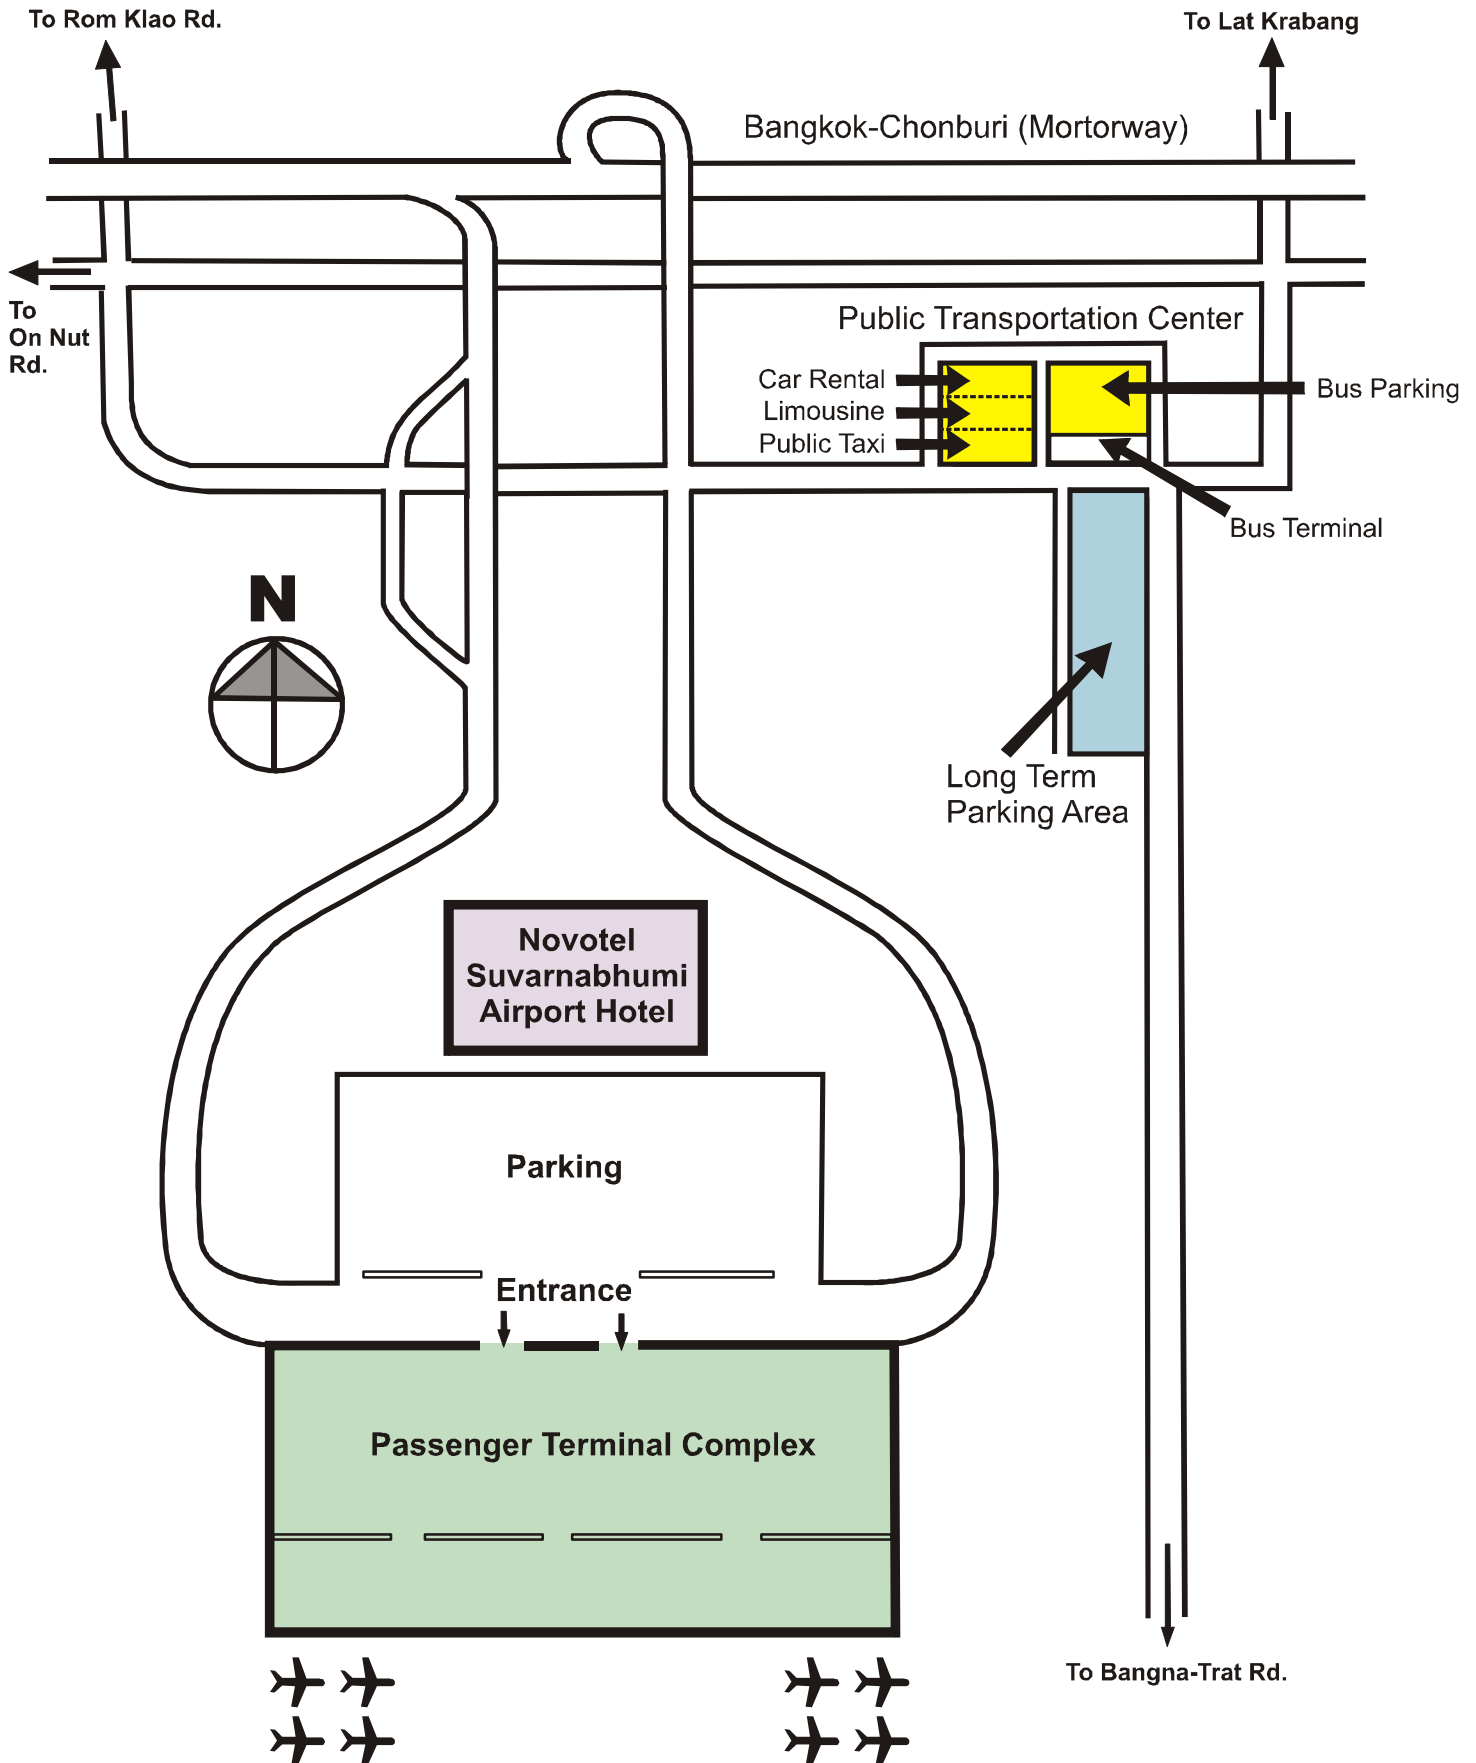 To Rom Klao Rd.
To Lat Krabang
Bangkok-Chonburi (Mortorway)
To
On Nut
Rd.
Public Transportation Center
Car Rental
Limousine
Public Taxi
Bus Parking
Bus Terminal
N
Long Term
Parking Area
Novotel
Suvarnabhumi
Airport Hotel
Parking
Entrance
Passenger Terminal Complex
To Bangna-Trat Rd.